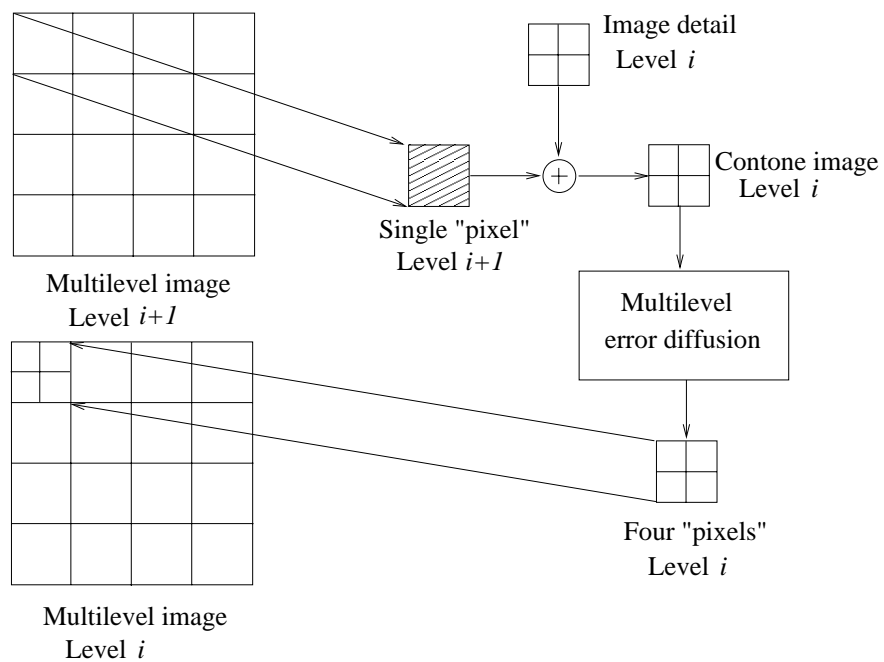 Image detail
Level i
Contone image
Level i
Single "pixel"
Level i+1
Multilevel image
Level i+1
Multilevel
error diffusion
Four "pixels"
Level i
Multilevel image
Level i